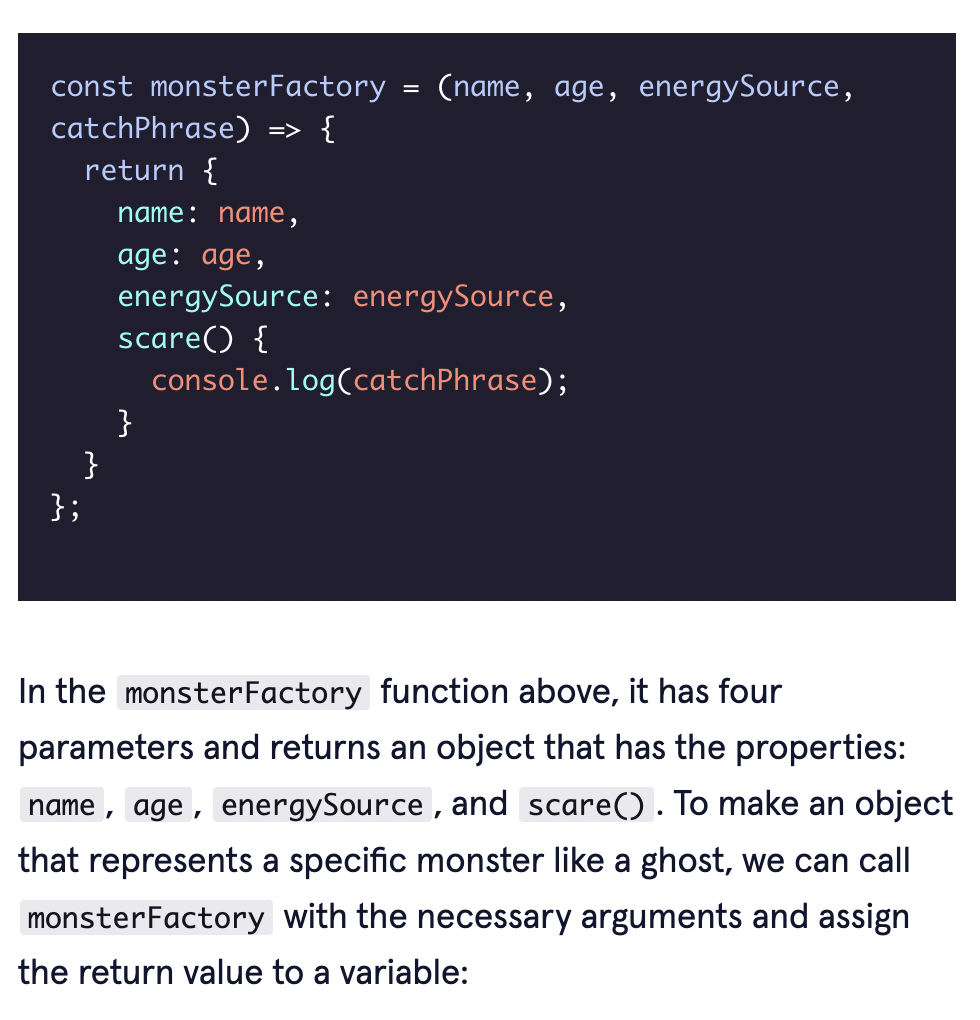 const monsterFactory = (name, age, energySource,
catchPhrase) => {
  return {
    name: name,
    age: age,
    energySource: energySource,
    scare() {
      console.log(catchPhrase);
    }
  }
};
In the monsterFactory function above, it has four
parameters and returns an object that has the properties:
name, age, energySource, and scare(). To make an object
that represents a specific monster like a ghost, we can call
monsterFactory with the necessary arguments and assign
the return value to a variable: